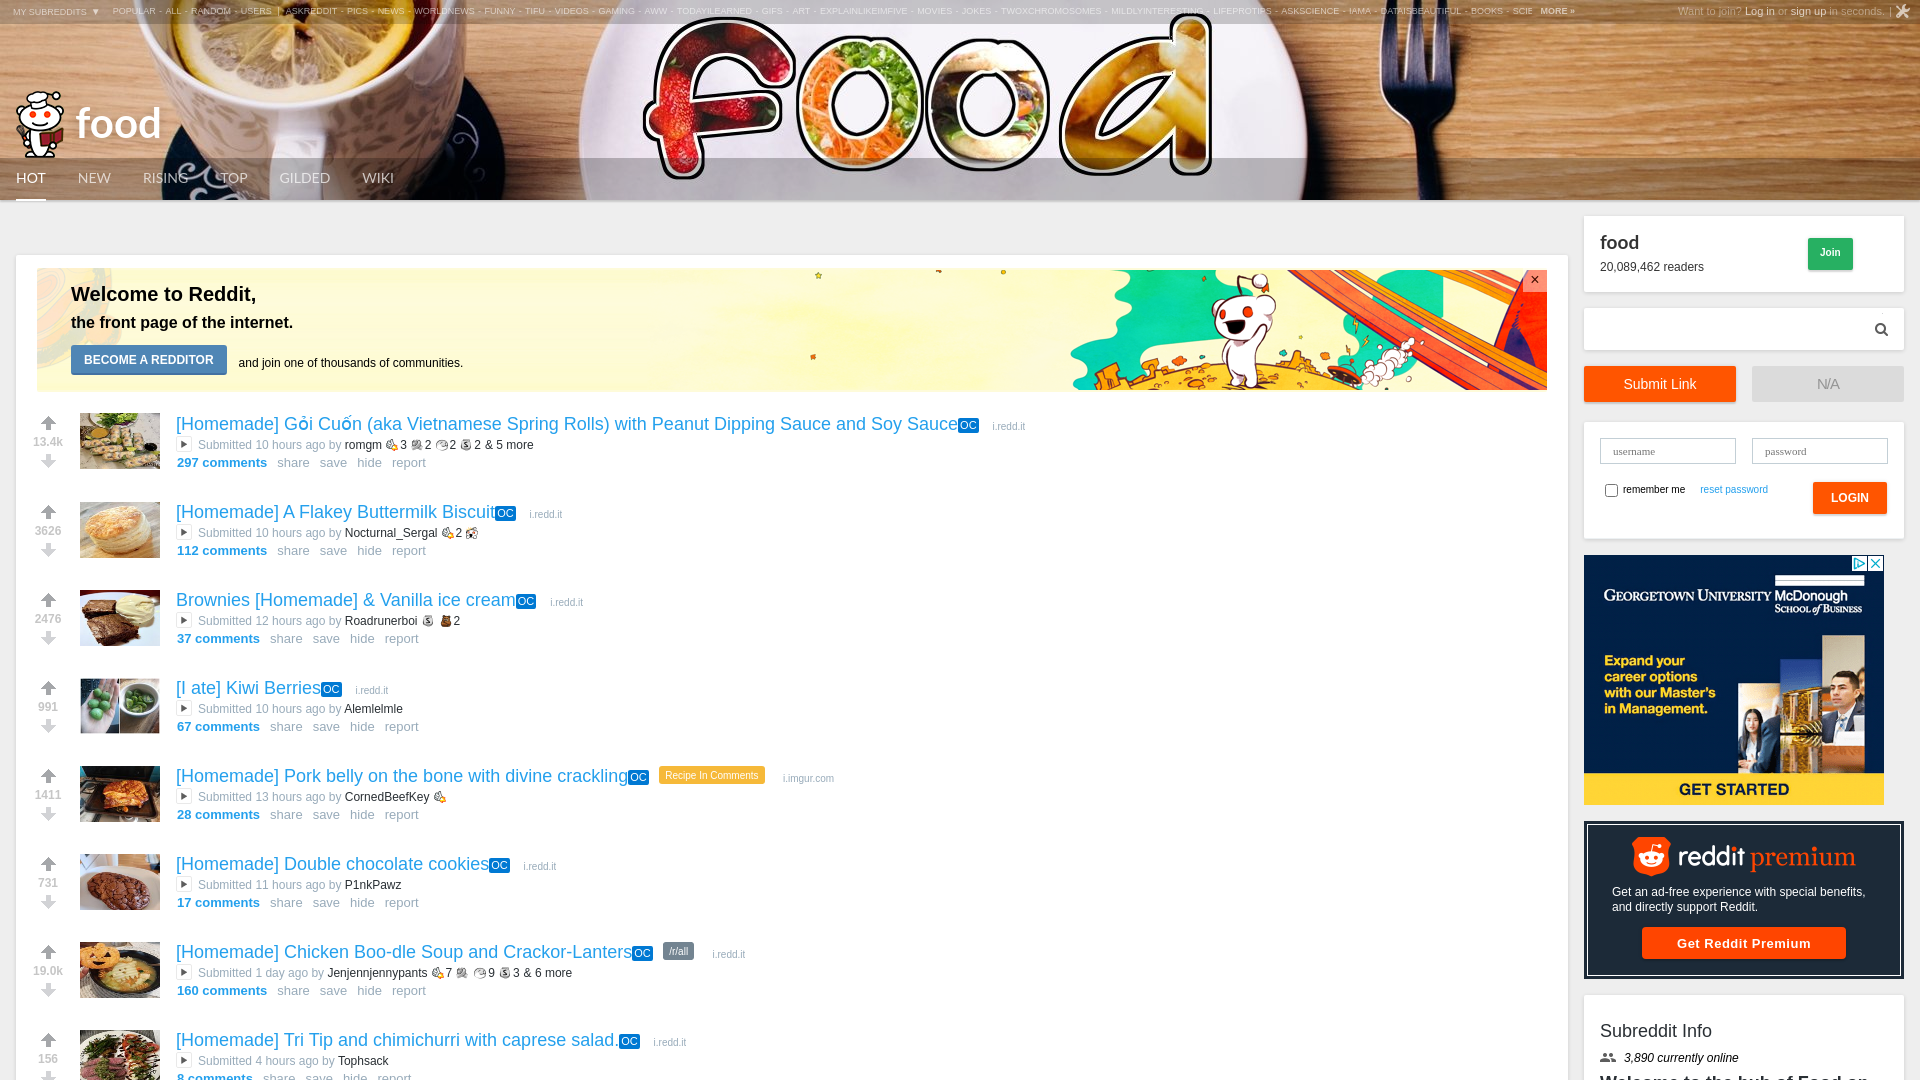 MY SUBREDDITS ▼ POPULAR - ALL - RANDOM - USERS | ASKREDDIT - PICS - NEWS - WORLDNEWS - FUNNY - TIFU - VIDEOS - GAMING - AWW - TODAYILEARNED - GIFS - ART - EXPLAINLIKEIMFIVE - MOVIES - JOKES - TWOXCHROMOSOMES - MILDLYINTERESTING - LIFEPROTIPS - ASKSCIENCE - IAMA - DATAISBEAUTIFUL - BOOKS - SCIE MORE » Want to join? Log in or sign up in seconds. |
food
food
HOT NEW RISING TOP GILDED WIKI
food
20,089,462 readers
Join
Submit Link N/A
username password
remember me reset password LOGIN
GEORGETOWN UNIVERSITY McDonough
SCHOOL of BUSINESS
Expand your
career options
with our Master's
in Management.
GET STARTED
reddit premium
Get an ad-free experience with special benefits,
and directly support Reddit.
Get Reddit Premium
Subreddit Info
3,890 currently online
Welcome to the hub of Food on
Welcome to Reddit,
the front page of the internet.
BECOME A REDDITOR and join one of thousands of communities.
×
13.4k
[Homemade] Gỏi Cuốn (aka Vietnamese Spring Rolls) with Peanut Dipping Sauce and Soy Sauce OC i.redd.it
Submitted 10 hours ago by romgm 3 2 2 2 & 5 more
297 comments share save hide report
3626
[Homemade] A Flakey Buttermilk Biscuit OC i.redd.it
Submitted 10 hours ago by Nocturnal_Sergal 2
112 comments share save hide report
2476
Brownies [Homemade] & Vanilla ice cream OC i.redd.it
Submitted 12 hours ago by Roadrunerboi 2
37 comments share save hide report
991
[I ate] Kiwi Berries OC i.redd.it
Submitted 10 hours ago by Alemlelmle
67 comments share save hide report
1411
[Homemade] Pork belly on the bone with divine crackling OC Recipe In Comments i.imgur.com
Submitted 13 hours ago by CornedBeefKey
28 comments share save hide report
731
[Homemade] Double chocolate cookies OC i.redd.it
Submitted 11 hours ago by P1nkPawz
17 comments share save hide report
19.0k
[Homemade] Chicken Boo-dle Soup and Crackor-Lanters OC /r/all i.redd.it
Submitted 1 day ago by Jenjennjennypants 7 9 3 & 6 more
160 comments share save hide report
156
[Homemade] Tri Tip and chimichurri with caprese salad. OC i.redd.it
Submitted 4 hours ago by Tophsack
8 comments share save hide report